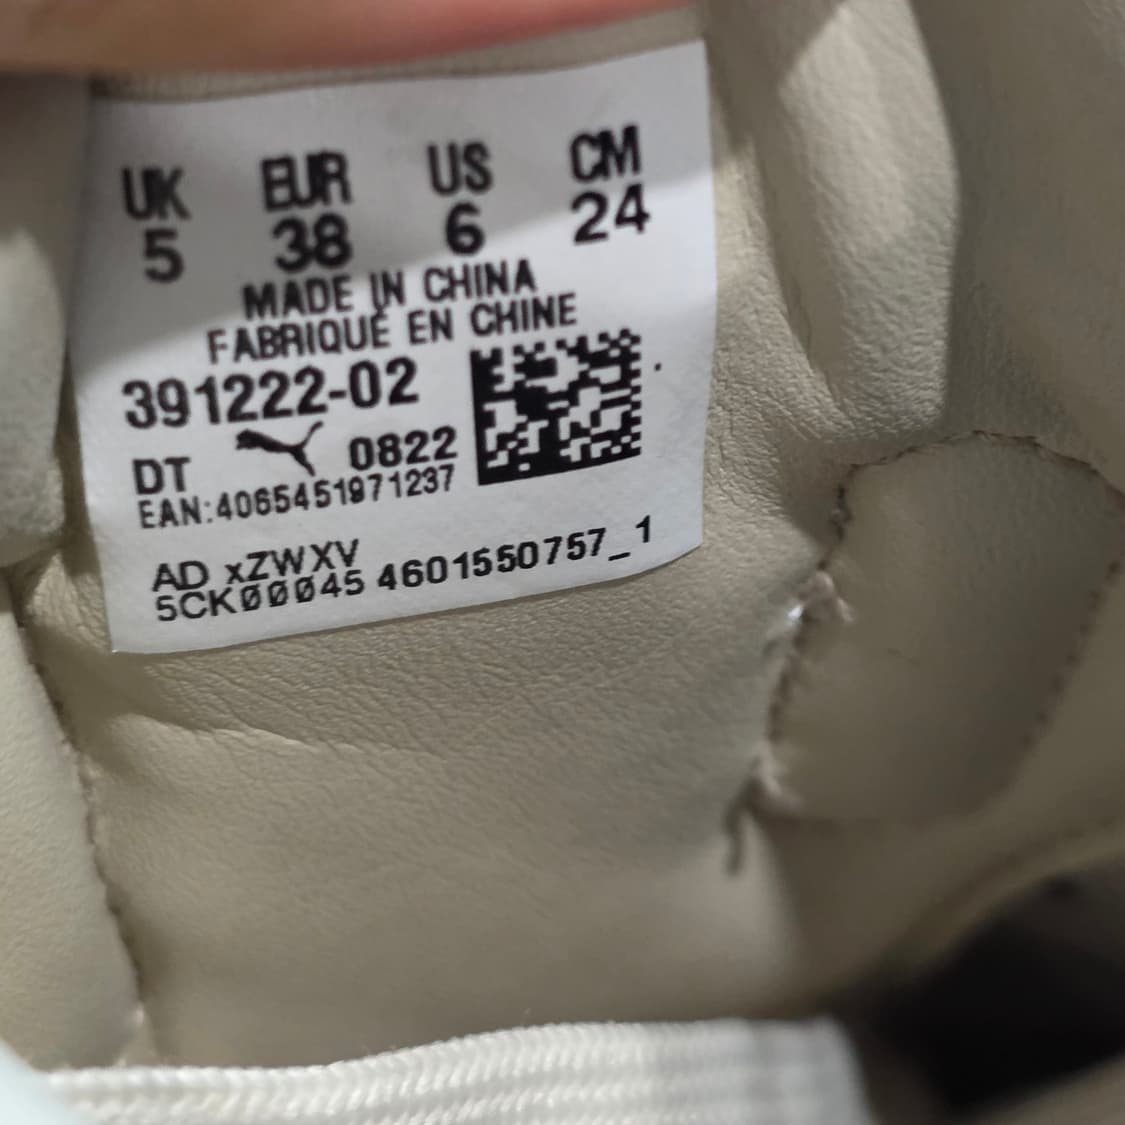 UK EUR US CM
5 38 6 24
MADE IN CHINA
FABRIQUÉ EN CHINE
391222-02
DT 0822
EAN:4065451971237
AD xZWXV
5CK00045 4601550757_1